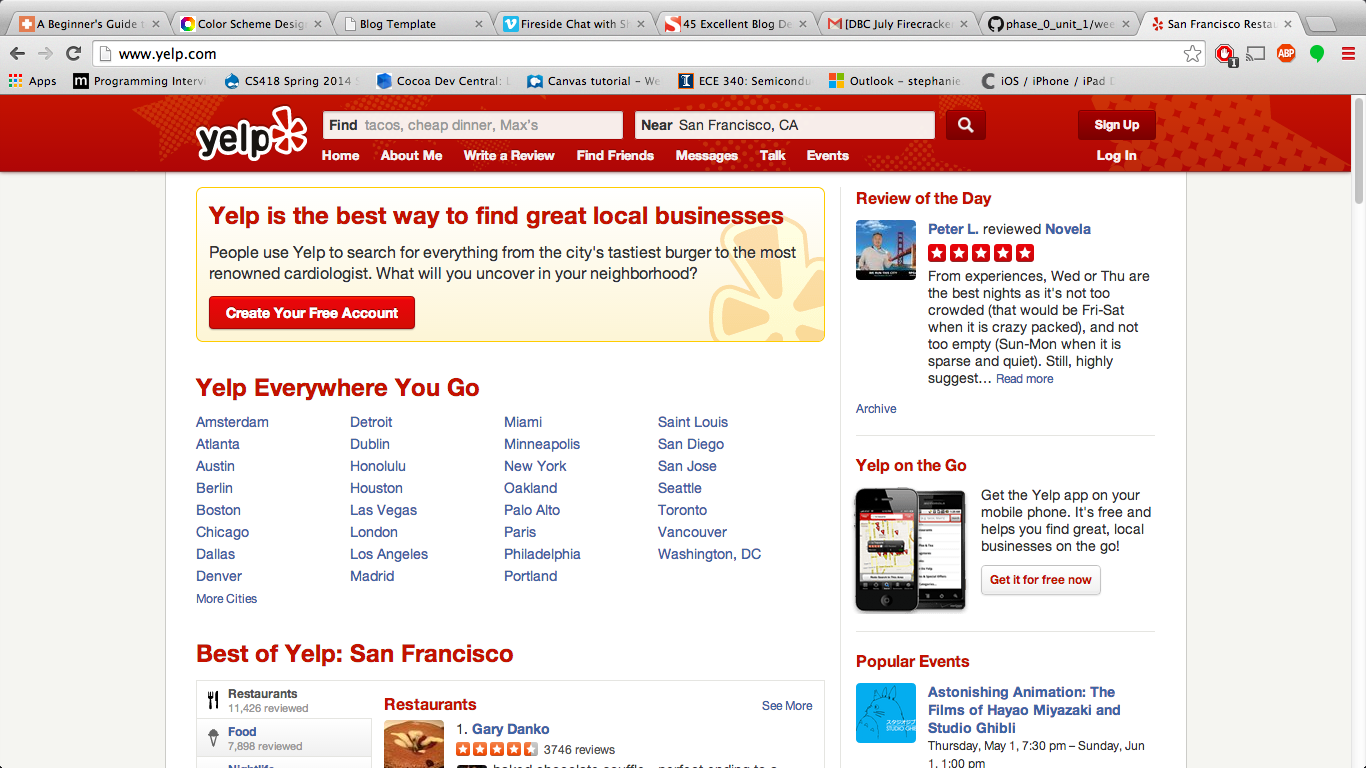 A Beginner's Guide t
Color Scheme Design
Blog Template
Fireside Chat with Sh
45 Excellent Blog De
[DBC July Firecracker
phase_0_unit_1/wee
San Francisco Restau
www.yelp.com
1
ABP
Apps
Programming Intervi
CS418 Spring 2014
Cocoa Dev Central: L
Canvas tutorial – We
ECE 340: Semicondu
Outlook – stephanie
iOS / iPhone / iPad D
yelp
Find tacos, cheap dinner, Max's
Near San Francisco, CA
Sign Up
Home About Me Write a Review Find Friends Messages Talk Events
Log In
Yelp is the best way to find great local businesses
People use Yelp to search for everything from the city's tastiest burger to the most
renowned cardiologist. What will you uncover in your neighborhood?
Create Your Free Account
Yelp Everywhere You Go
Amsterdam Detroit Miami Saint Louis
Atlanta Dublin Minneapolis San Diego
Austin Honolulu New York San Jose
Berlin Houston Oakland Seattle
Boston Las Vegas Palo Alto Toronto
Chicago London Paris Vancouver
Dallas Los Angeles Philadelphia Washington, DC
Denver Madrid Portland
More Cities
Best of Yelp: San Francisco
Restaurants
11,426 reviewed
Food
7,898 reviewed
Nightlife
Restaurants
See More
1. Gary Danko
3746 reviews
baked chocolate souffle - perfect ending to a
Review of the Day
Peter L. reviewed Novela
From experiences, Wed or Thu are
the best nights as it's not too
crowded (that would be Fri-Sat
when it is crazy packed), and not
too empty (Sun-Mon when it is
sparse and quiet). Still, highly
suggest… Read more
Archive
Yelp on the Go
Get the Yelp app on your
mobile phone. It's free and
helps you find great, local
businesses on the go!
Get it for free now
Popular Events
Astonishing Animation: The
Films of Hayao Miyazaki and
Studio Ghibli
Thursday, May 1, 7:30 pm – Sunday, Jun
1, 1:00 pm